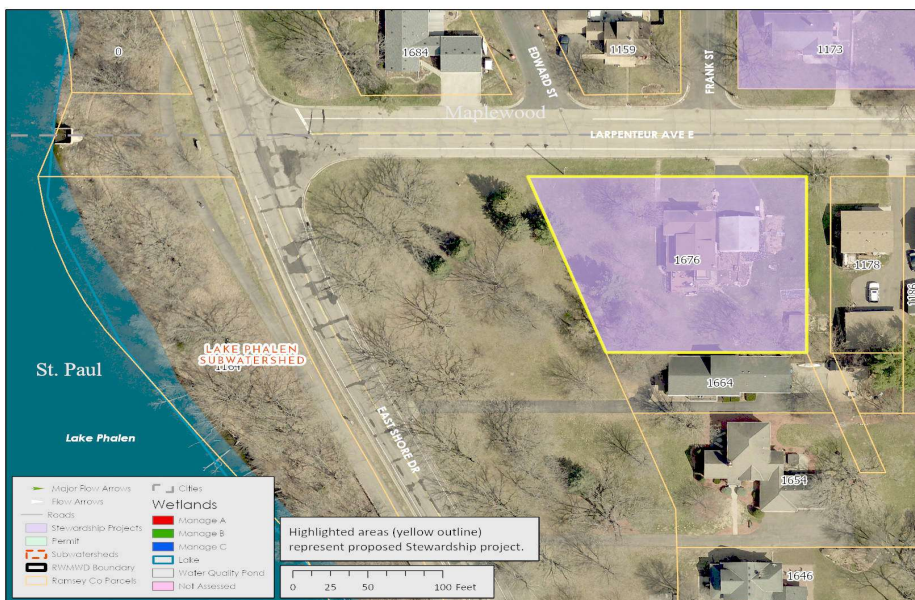 0
1684
EDWARD ST
1159
FRANK ST
1173
Maplewood
LARPENTEUR AVE E
1676
1178
1186
LAKE PHALEN
SUBWATERSHED
St. Paul
1664
EAST SHORE DR
Lake Phalen
1654
1646
Major Flow Arrows
Flow Arrows
Roads
Stewardship Projects
Permit
Subwatersheds
RWMWD Boundary
Ramsey Co Parcels
Cities
Wetlands
Manage A
Manage B
Manage C
Lake
Water Quality Pond
Not Assessed
Highlighted areas (yellow outline)
represent proposed Stewardship project.
0 25 50 100 Feet